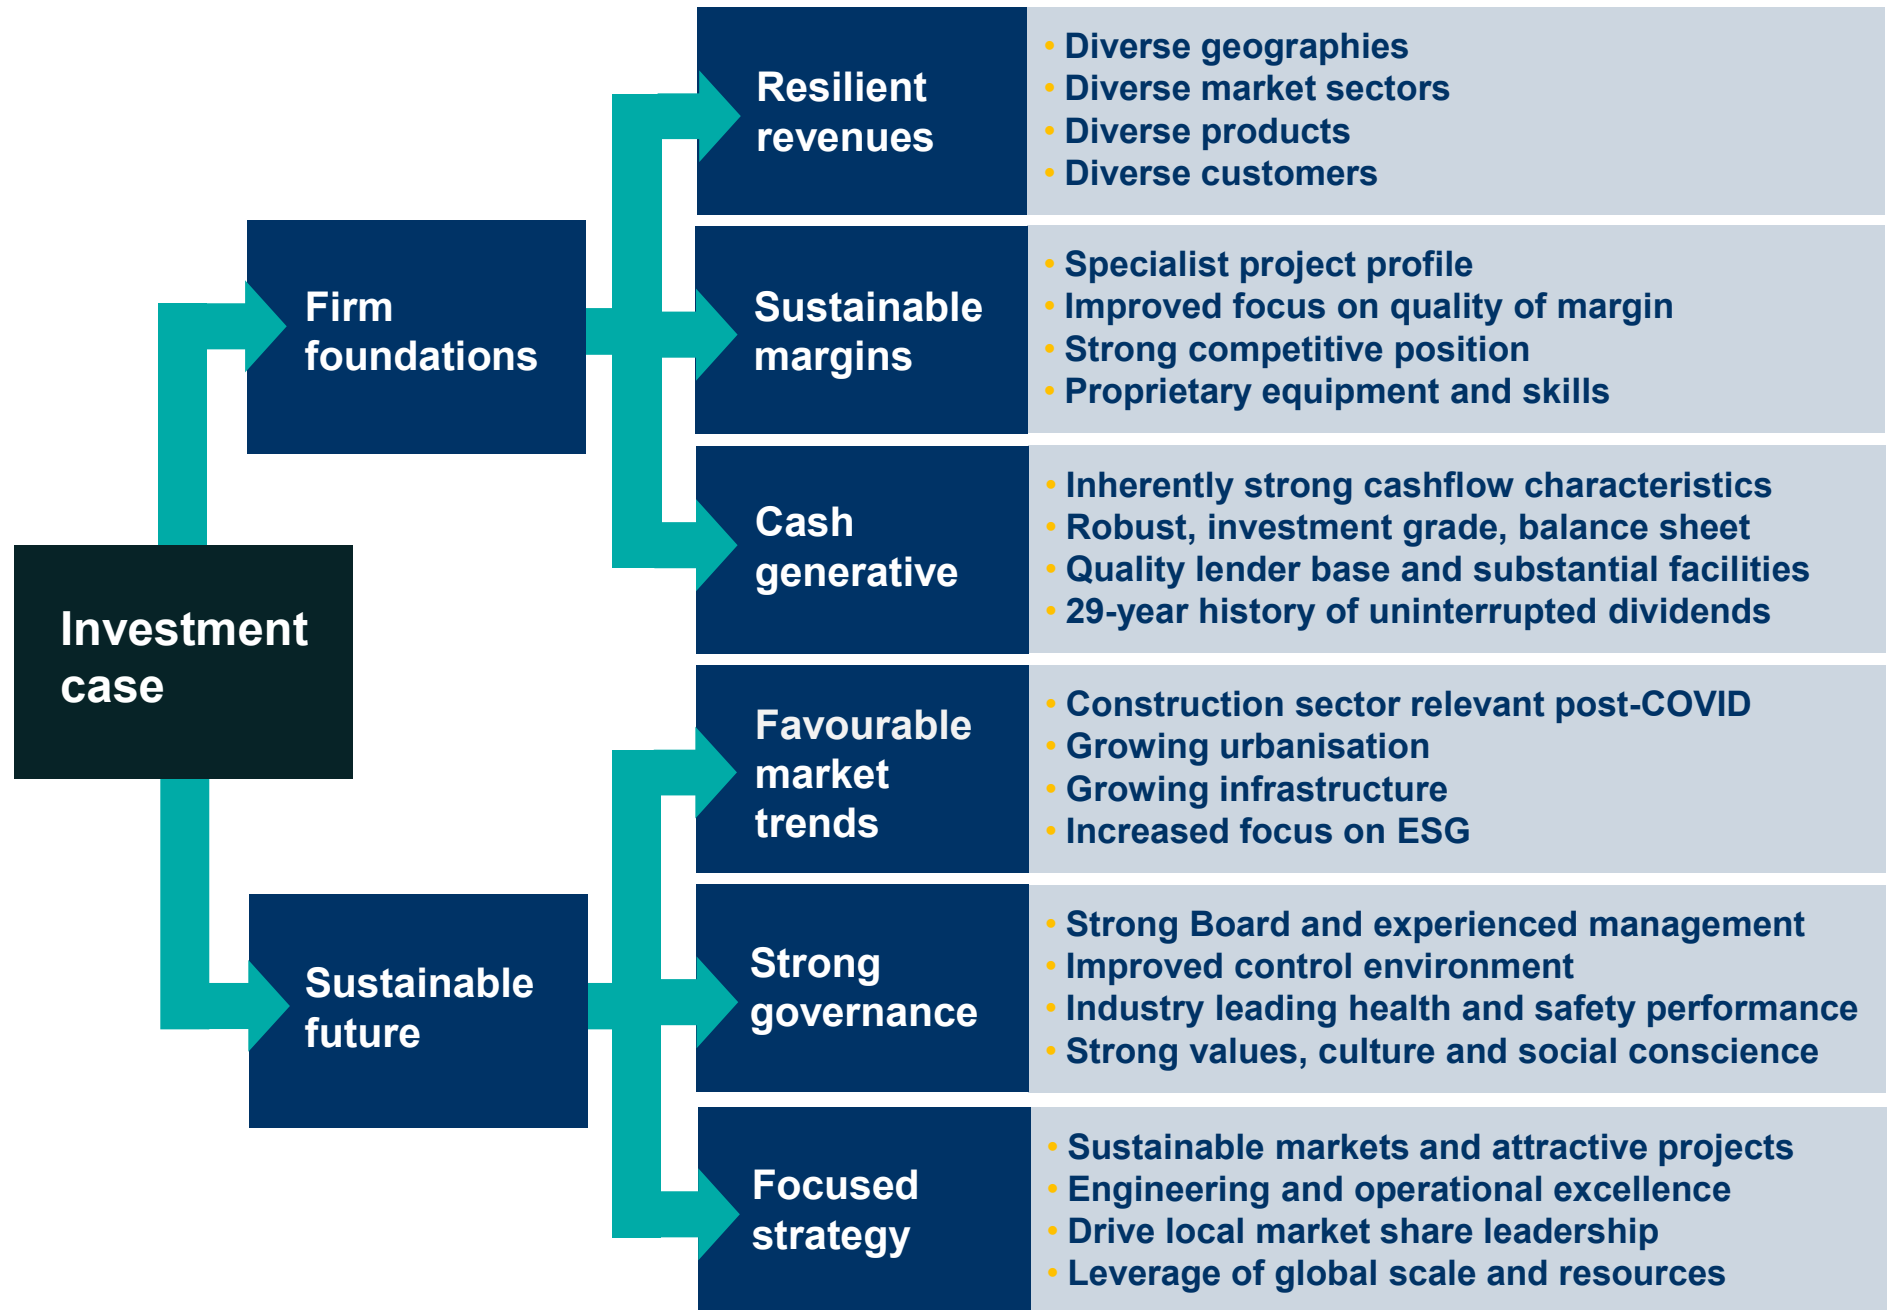 Investment
case
Firm
foundations
Resilient
revenues
• Diverse geographies
• Diverse market sectors
• Diverse products
• Diverse customers
Sustainable
margins
• Specialist project profile
• Improved focus on quality of margin
• Strong competitive position
• Proprietary equipment and skills
Cash
generative
• Inherently strong cashflow characteristics
• Robust, investment grade, balance sheet
• Quality lender base and substantial facilities
• 29-year history of uninterrupted dividends
Sustainable
future
Favourable
market
trends
• Construction sector relevant post-COVID
• Growing urbanisation
• Growing infrastructure
• Increased focus on ESG
Strong
governance
• Strong Board and experienced management
• Improved control environment
• Industry leading health and safety performance
• Strong values, culture and social conscience
Focused
strategy
• Sustainable markets and attractive projects
• Engineering and operational excellence
• Drive local market share leadership
• Leverage of global scale and resources